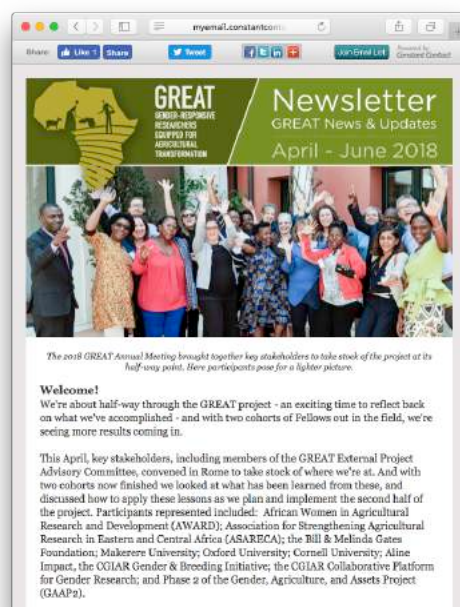 myemail.constantcont
Share:
Like 1
Share
Tweet
Join Email List
Powered by
Constant Contact
GREAT
GENDER-RESPONSIVE
RESEARCHERS
EQUIPPED FOR
AGRICULTURAL
TRANSFORMATION
Newsletter
GREAT News & Updates
April - June 2018
The 2018 GREAT Annual Meeting brought together key stakeholders to take stock of the project at its
half-way point. Here participants pose for a lighter picture.
Welcome!
We're about half-way through the GREAT project - an exciting time to reflect back
on what we've accomplished - and with two cohorts of Fellows out in the field, we're
seeing more results coming in.
This April, key stakeholders, including members of the GREAT External Project
Advisory Committee, convened in Rome to take stock of where we're at. And with
two cohorts now finished we looked at what has been learned from these, and
discussed how to apply these lessons as we plan and implement the second half of
the project. Participants represented included: African Women in Agricultural
Research and Development (AWARD); Association for Strengthening Agricultural
Research in Eastern and Central Africa (ASARECA); the Bill & Melinda Gates
Foundation; Makerere University; Oxford University; Cornell University; Aline
Impact, the CGIAR Gender & Breeding Initiative; the CGIAR Collaborative Platform
for Gender Research; and Phase 2 of the Gender, Agriculture, and Assets Project
(GAAP2).